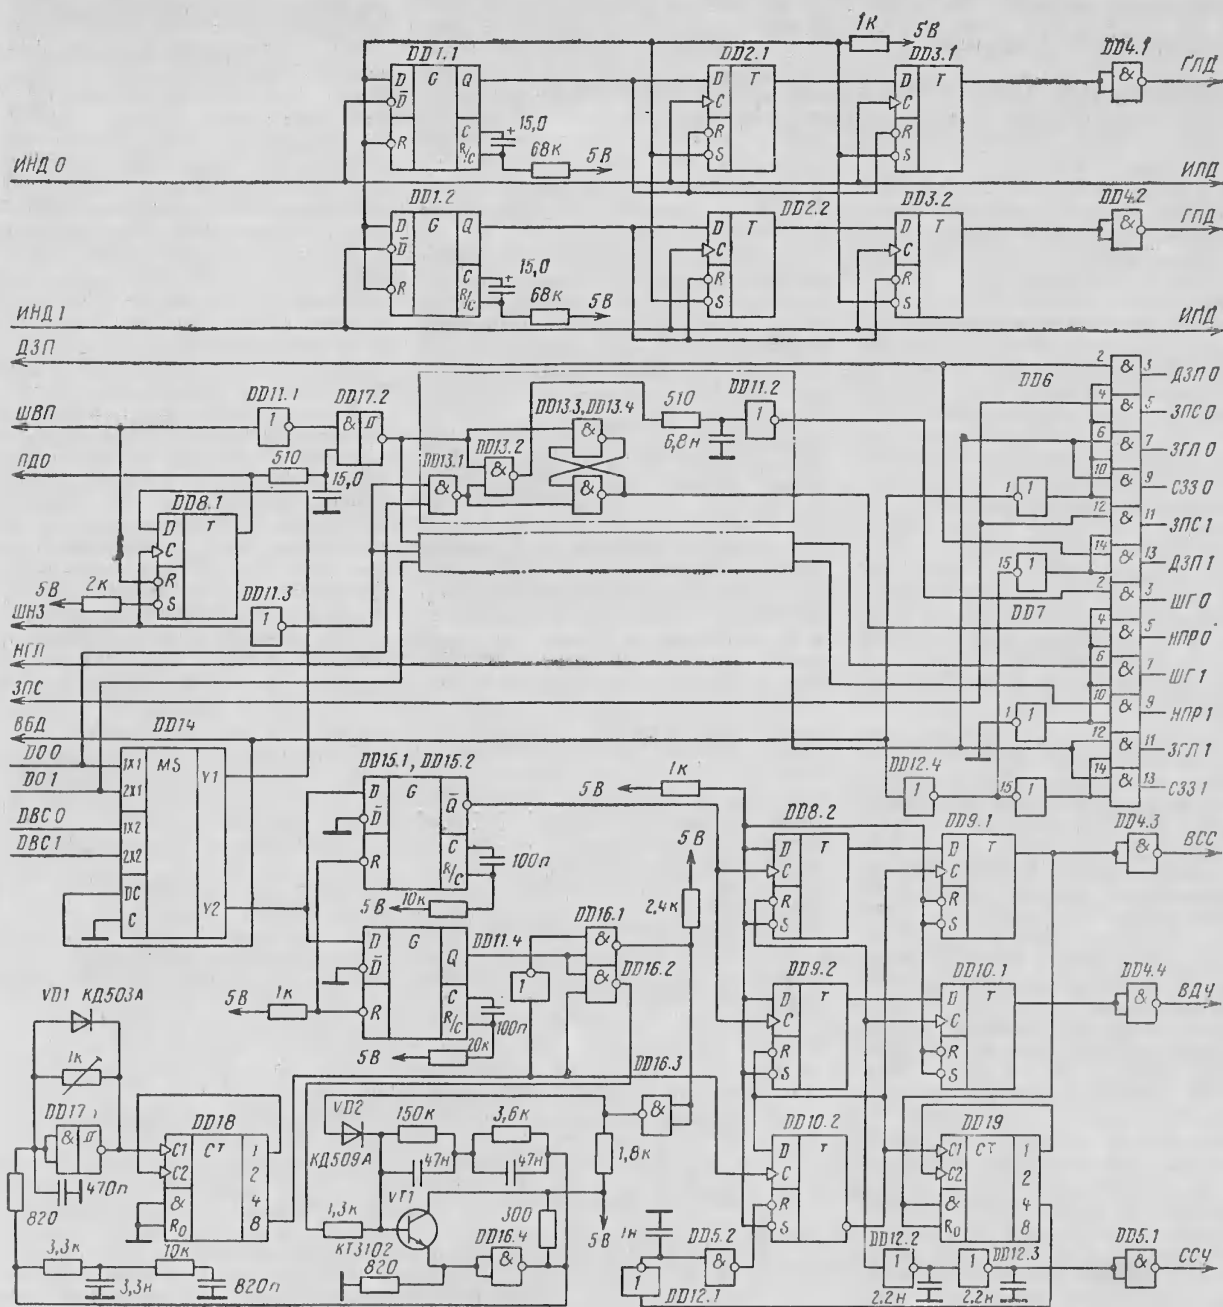 1к
5В
DD1.1
DD2.1
DD3.1
DD4.1
D G Q
D
R
C
R/C
15,0
68к
5В
D T
C
R
S
D T
C
R
S
&
ГЛД
ИНД 0
ИЛД
DD1.2
DD2.2
DD3.2
DD4.2
D G Q
D
R
C
R/C
15,0
68к
5В
D T
C
R
S
D T
C
R
S
&
ГПД
ИНД 1
ИПД
ДЗП
ШВП
ПДО
DD11.1
1
DD17.2
&
510
15,0
DD13.3, DD13.4
&
&
DD13.1
&
DD13.2
&
510
6,8н
DD11.2
1
DD6
2 & 3 ДЗП 0
4 & 5 ЗПС 0
6 & 7 ЗГЛ 0
10 & 9 СЗЗ 0
1 1
12 & 11 ЗПС 1
14 & 13 ДЗП 1
15 1
DD7
2 & 3 ШГ 0
4 & 5 НПР 0
6 & 7 ШГ 1
10 & 9 НПР 1
1 1
12 & 11 ЗГЛ 1
14 & 13 СЗЗ 1
15 1
DD8.1
D T
C
R
S
5В
2к
ШНЗ
DD11.3
1
НГЛ
ЗПС
ВБД
DO 0
DO 1
DBC 0
DBC 1
DD14
1X1 MS Y1
2X1
1X2
2X2
DC
C
Y2
DD15.1, DD15.2
D G Q
D
R
C
R/C
100п
5В
10к
D G Q
D
R
C
R/C
100п
5В
20к
5В
1к
DD11.4
1
DD16.1
&
&
DD16.2
1к
5В
5В
2,4к
DD12.4
1
DD8.2
D T
C
R
S
DD9.1
D T
C
R
S
DD4.3
&
ВСС
DD9.2
D T
C
R
S
DD10.1
D T
C
R
S
DD4.4
&
ВДЧ
VD1 КД503А
1к
DD17
&
470п
820
3,3к
10к
3,3н
820п
DD18
C1 CT 1
C2 2
& 4
R0 8
VD2
КД509А
150к
3,6к
47н
47н
1,3к
VT1
КТ3102
820
DD16.4
&
300
DD16.3
&
1,8к
5В
1н
DD5.2
&
1
DD12.1
DD10.2
D T
C
R
S
DD19
C1 CT 1
C2 2
& 4
R0 8
DD12.2
1
2,2н
DD12.3
1
2,2н
DD5.1
&
ССЧ